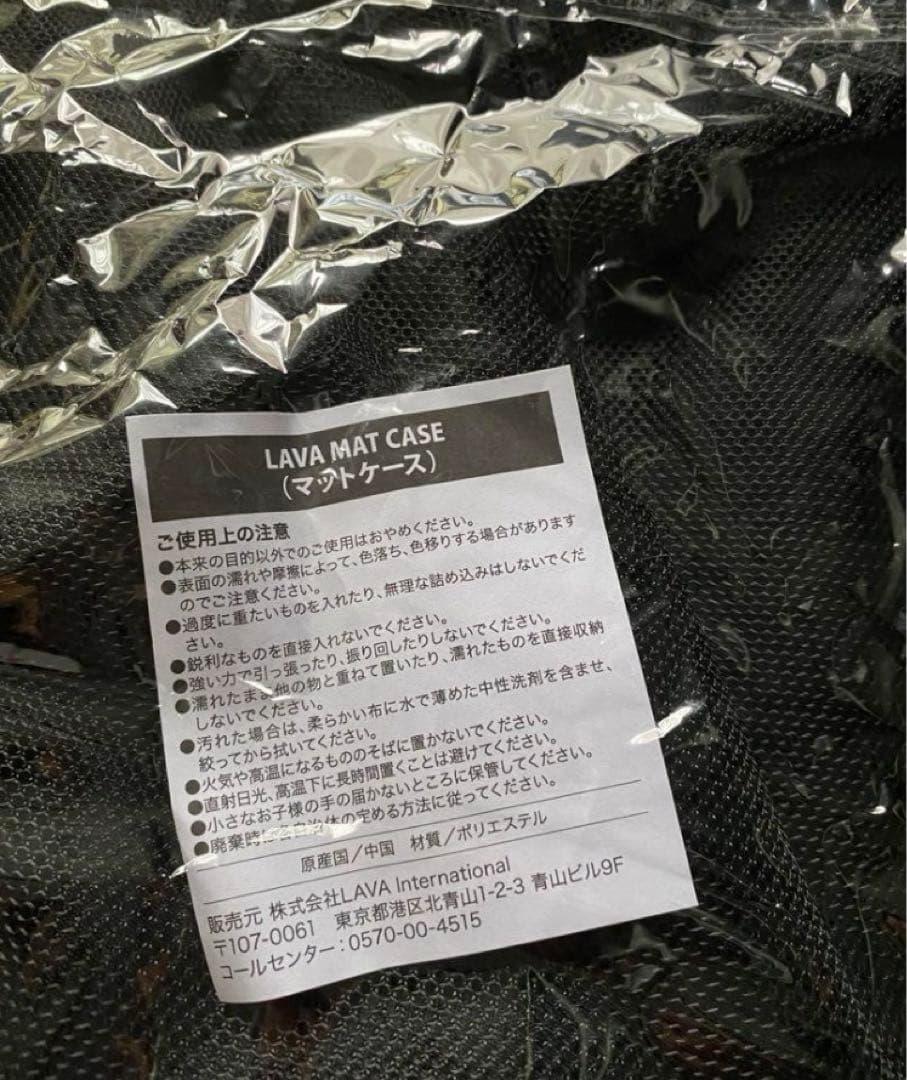 LAVA MAT CASE
(マットケース)
ご使用上の注意
●本来の目的以外でのご使用はおやめください。
●表面の濡れや摩擦によって、色落ち、色移りする場合があります
のでご注意ください。
●過度に重たいものを入れたり、無理な詰め込みはしないでくだ
さい。
●鋭利なものを直接入れないでください。
●強い力で引っ張ったり、振り回したりしないでください。
●濡れたまま他の物と重ねて置いたり、濡れたものを直接収納
しないでください。
●汚れた場合は、柔らかい布に水で薄めた中性洗剤を含ませ、
絞ってから拭いてください。
●火気や高温になるもののそばに置かないでください。
●直射日光、高温下に長時間置くことは避けてください。
●小さなお子様の手の届かないところに保管してください。
●廃棄時は各自治体の定める方法に従ってください。
原産国/中国 材質/ポリエステル
販売元 株式会社LAVA International
〒107-0061 東京都港区北青山1-2-3 青山ビル9F
コールセンター:0570-00-4515